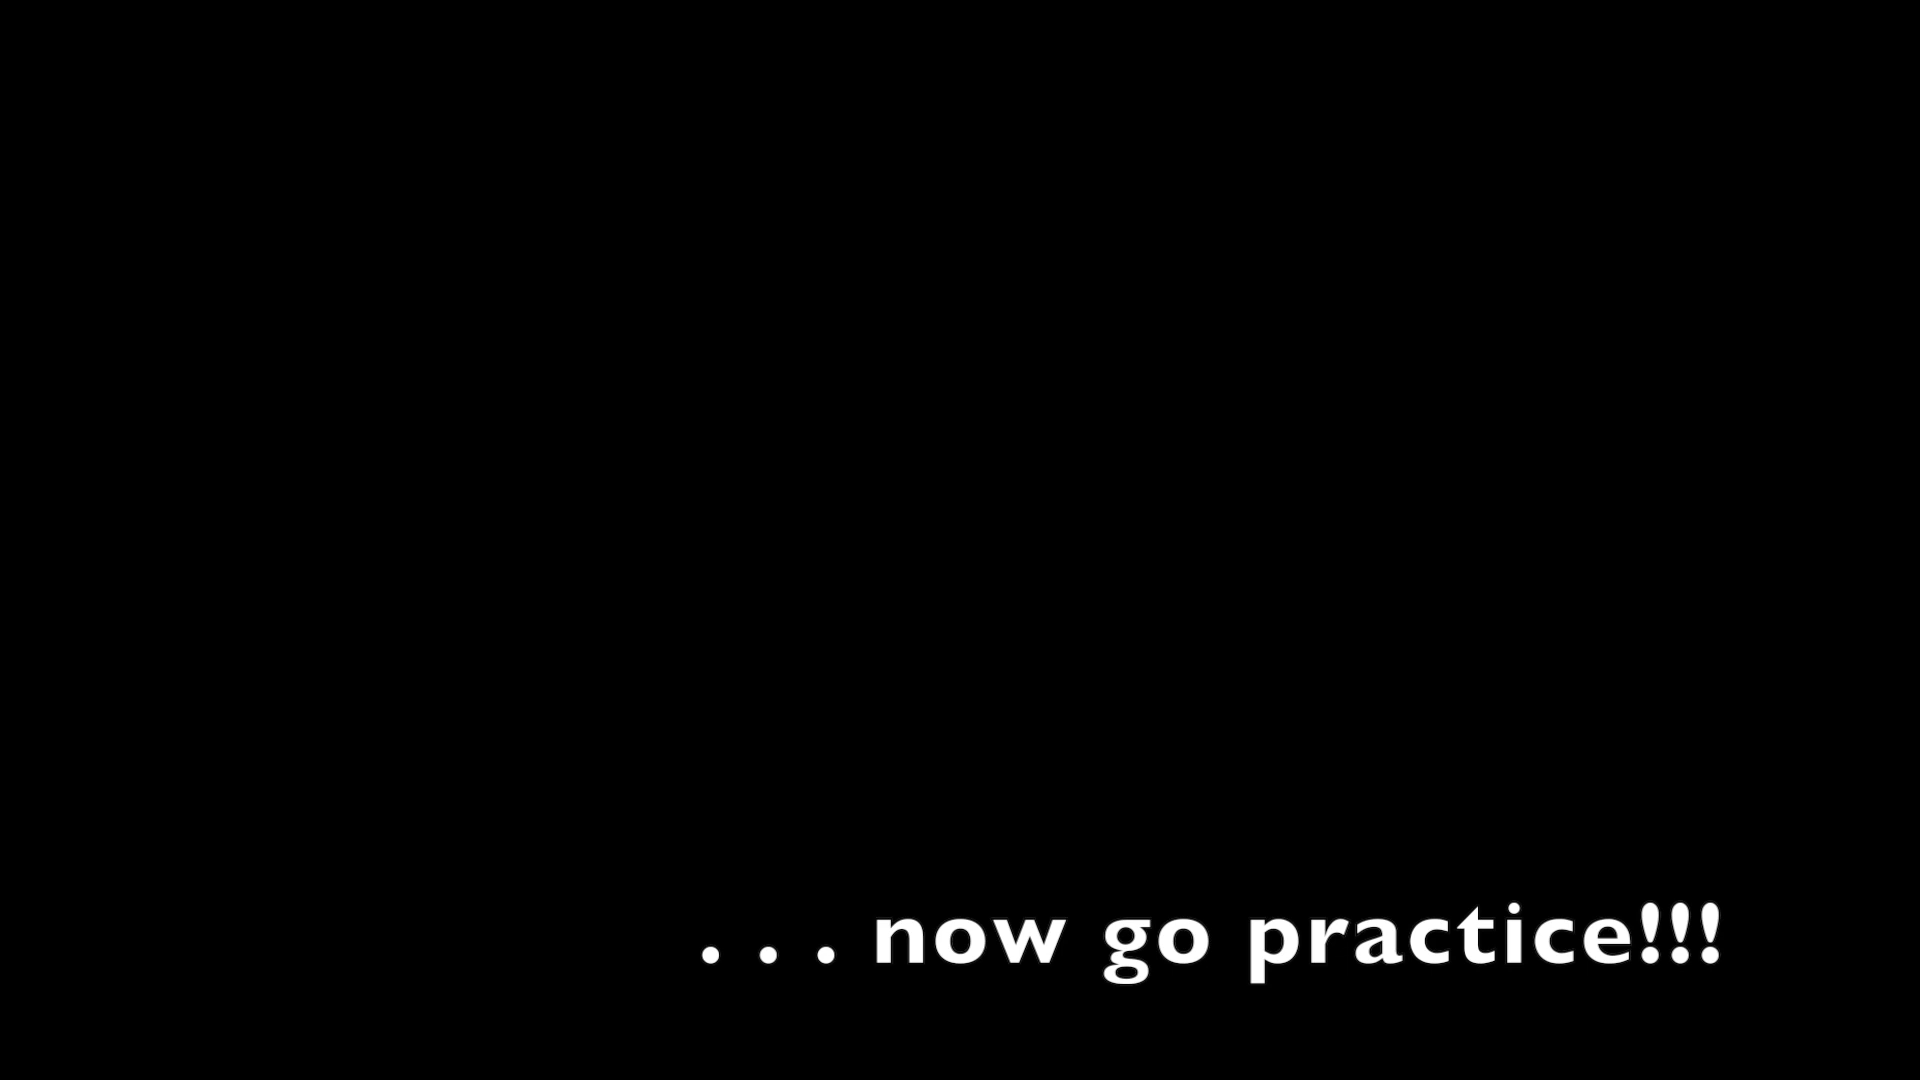 . . . now go practice!!!